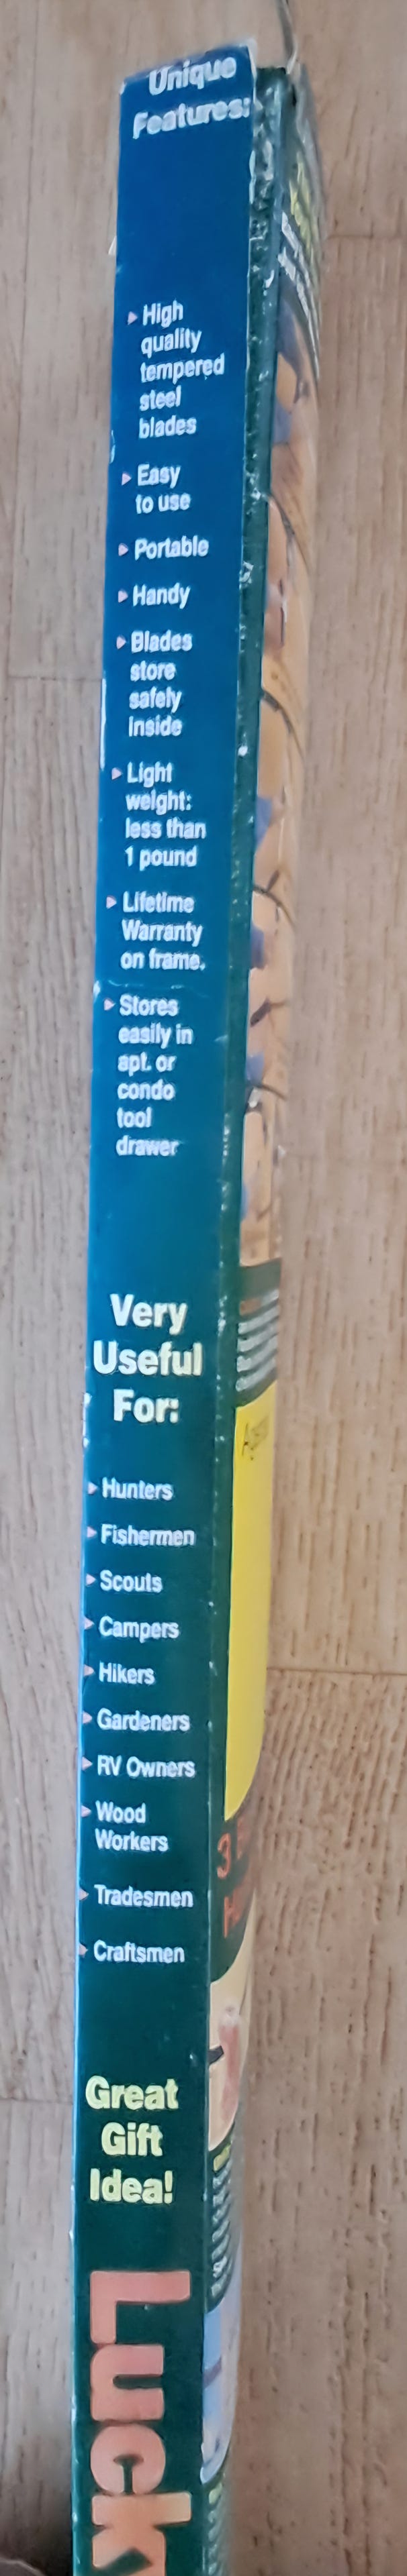 Unique
Features:
High
quality
tempered
steel
blades
Easy
to use
Portable
Handy
Blades
store
safely
inside
Light
weight:
less than
1 pound
Lifetime
Warranty
on frame.
Stores
easily in
apt. or
condo
tool
drawer
Very
Useful
For:
Hunters
Fishermen
Scouts
Campers
Hikers
Gardeners
RV Owners
Wood
Workers
Tradesmen
Craftsmen
Great
Gift
Idea!
3